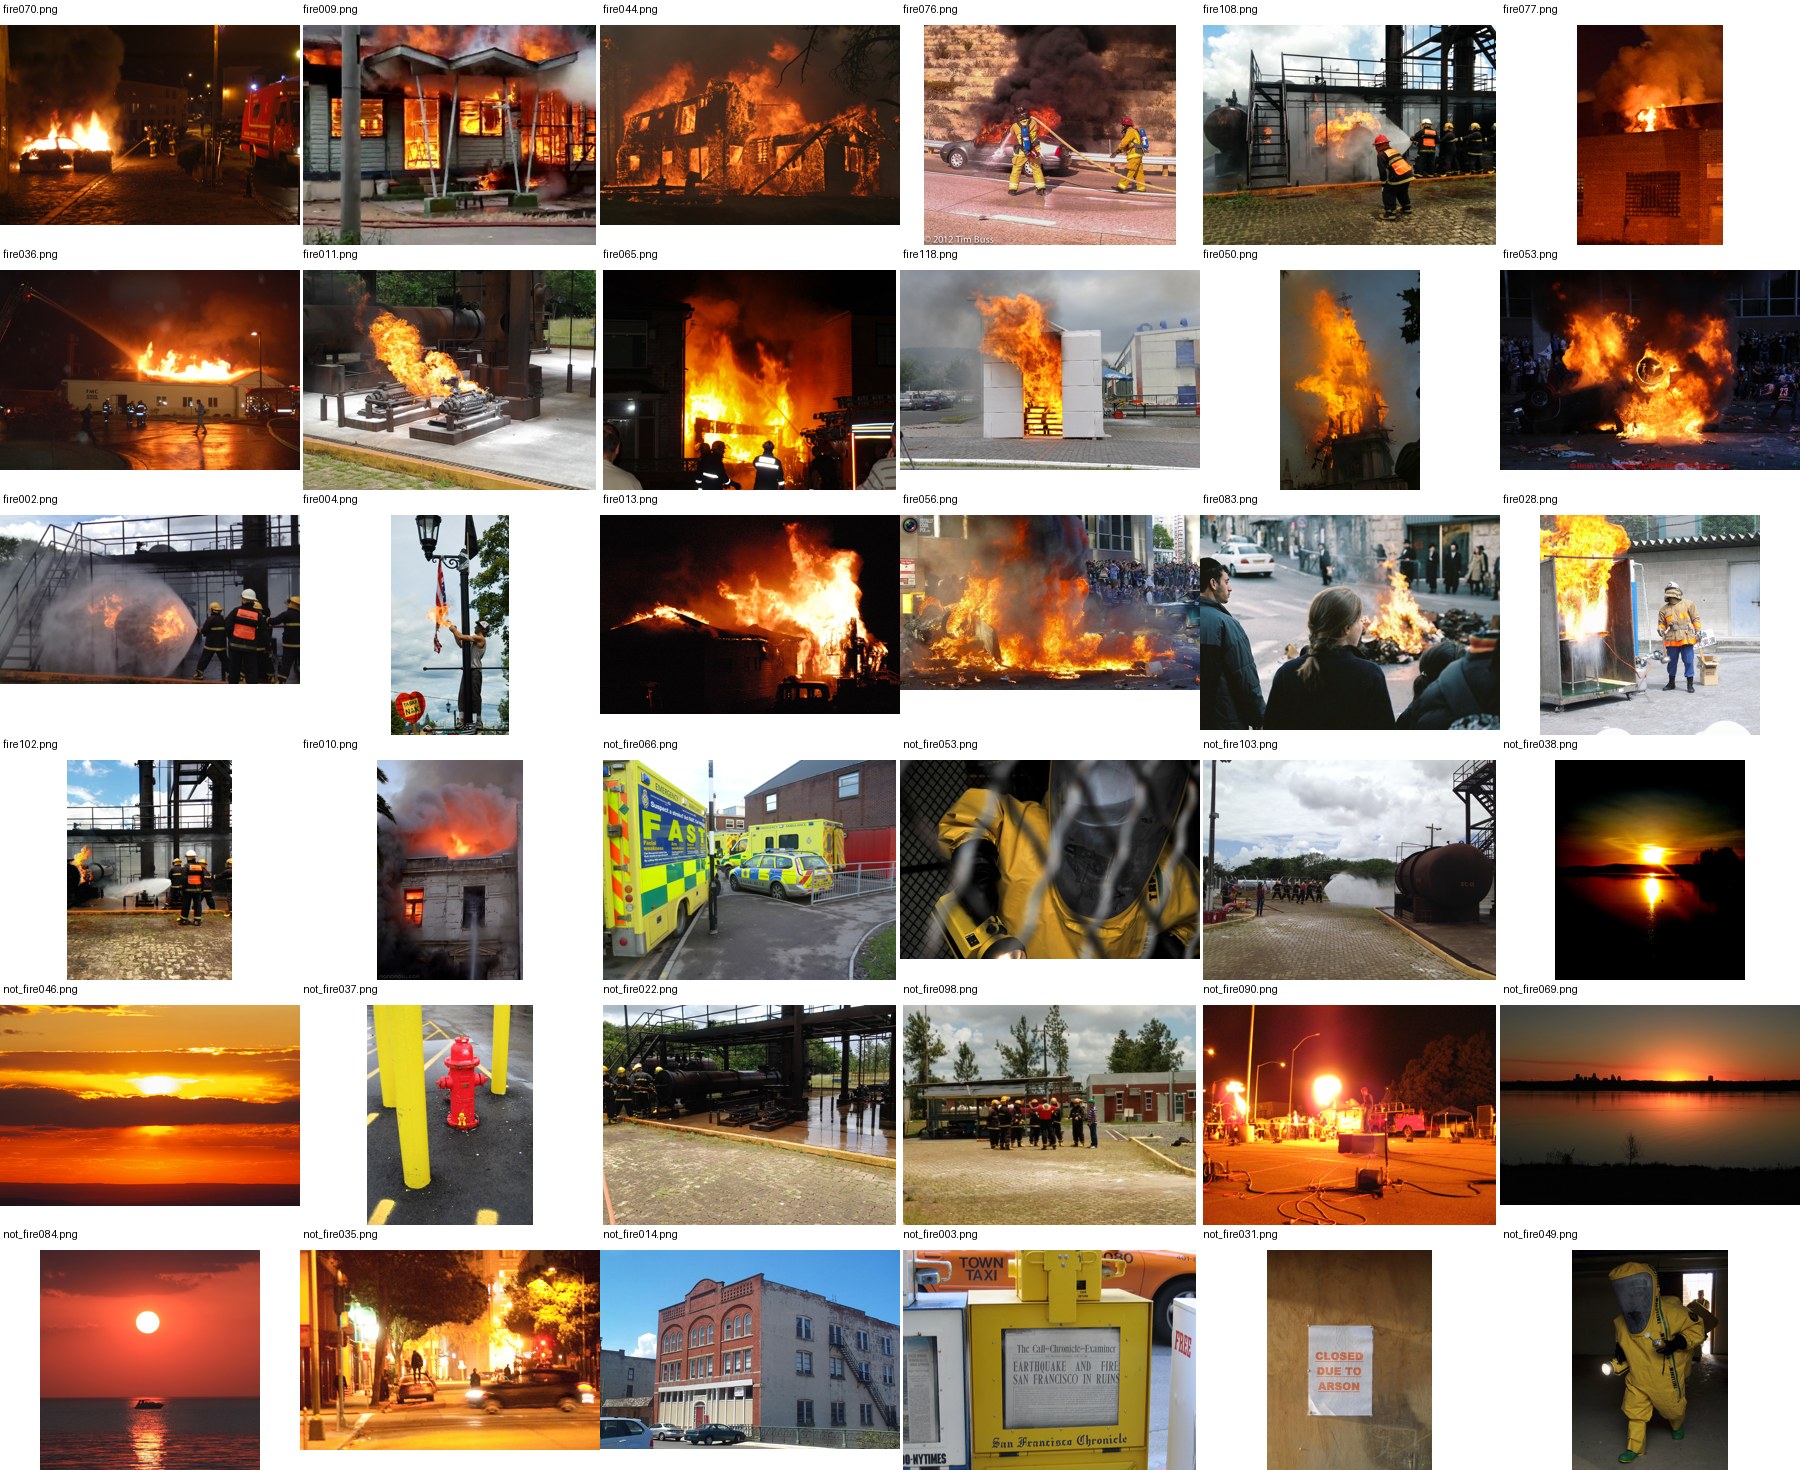 fire070.png
fire009.png
fire044.png
fire076.png
fire108.png
fire077.png
© 2012 Tim Buss
fire036.png
fire011.png
fire065.png
fire118.png
fire050.png
fire053.png
fire002.png
fire004.png
fire013.png
fire056.png
fire083.png
fire028.png
fire102.png
fire010.png
not_fire066.png
not_fire053.png
not_fire103.png
not_fire038.png
EMERGENCY
FAST
not_fire046.png
not_fire037.png
not_fire022.png
not_fire098.png
not_fire090.png
not_fire069.png
not_fire084.png
not_fire035.png
not_fire014.png
not_fire003.png
not_fire031.png
not_fire049.png
TOWN
TAXI
The Call-Chronicle-Examiner
EARTHQUAKE AND FIRE
SAN FRANCISCO IN RUINS
FREE
San Francisco Chronicle
NYTIMES
CLOSED
DUE TO
ARSON